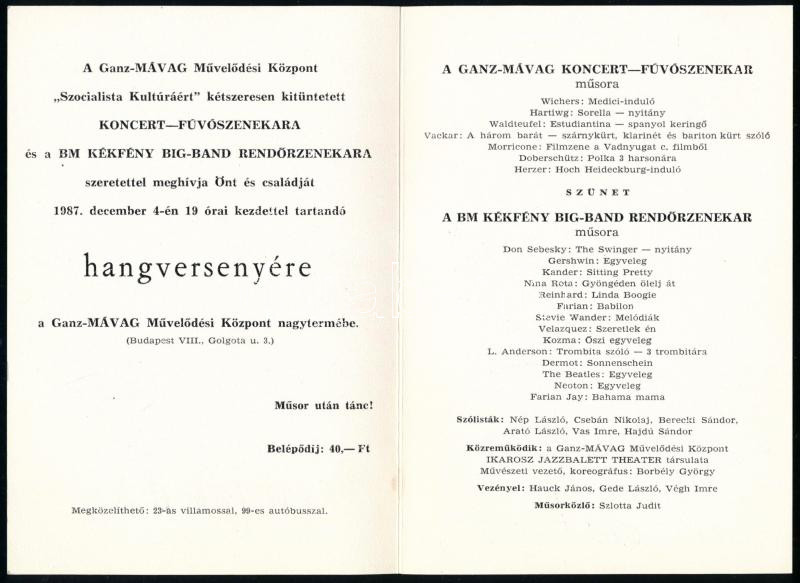 A Ganz-MÁVAG Művelődési Központ
„Szocialista Kultúráért” kétszeresen kitüntetett
KONCERT—FÚVÓSZENEKARA
és a BM KÉKFÉNY BIG-BAND RENDŐRZENEKARA
szeretettel meghívja Önt és családját
1987. december 4-én 19 órai kezdettel tartandó
hangversenyére
a Ganz-MÁVAG Művelődési Központ nagytermébe.
(Budapest VIII., Golgota u. 3.)
Műsor után tánc!
Belépődíj: 40,— Ft
Megközelíthető: 23-as villamossal, 99-es autóbusszal.
A GANZ-MÁVAG KONCERT—FÚVÓSZENEKAR
műsora
Wichers: Medici-induló
Hartiwg: Sorella — nyitány
Waldteufel: Estudiantina — spanyol keringő
Vackar: A három barát — szárnykürt, klarinét és bariton kürt szóló
Morricone: Filmzene a Vadnyugat c. filmből
Doberschütz: Polka 3 harsonára
Herzer: Hoch Heideckburg-induló
SZÜNET
A BM KÉKFÉNY BIG-BAND RENDŐRZENEKAR
műsora
Don Sebesky: The Swinger — nyitány
Gershwin: Egyveleg
Kander: Sitting Pretty
Nina Rota: Gyöngéden ölelj át
Reinhard: Linda Boogie
Farian: Babilon
Stevie Wander: Melódiák
Velazquez: Szeretlek én
Kozma: Őszi egyveleg
L. Anderson: Trombita szóló — 3 trombitára
Dermot: Sonnenschein
The Beatles: Egyveleg
Neoton: Egyveleg
Farian Jay: Bahama mama
Szólisták: Nép László, Csebán Nikolaj, Berecki Sándor,
Arató László, Vas Imre, Hajdú Sándor
Közreműködik: a Ganz-MÁVAG Művelődési Központ
IKAROSZ JAZZBALETT THEATER társulata
Művészeti vezető, koreográfus: Borbély György
Vezényel: Hauck János, Gede László, Végh Imre
Műsorközlő: Szlotta Judit